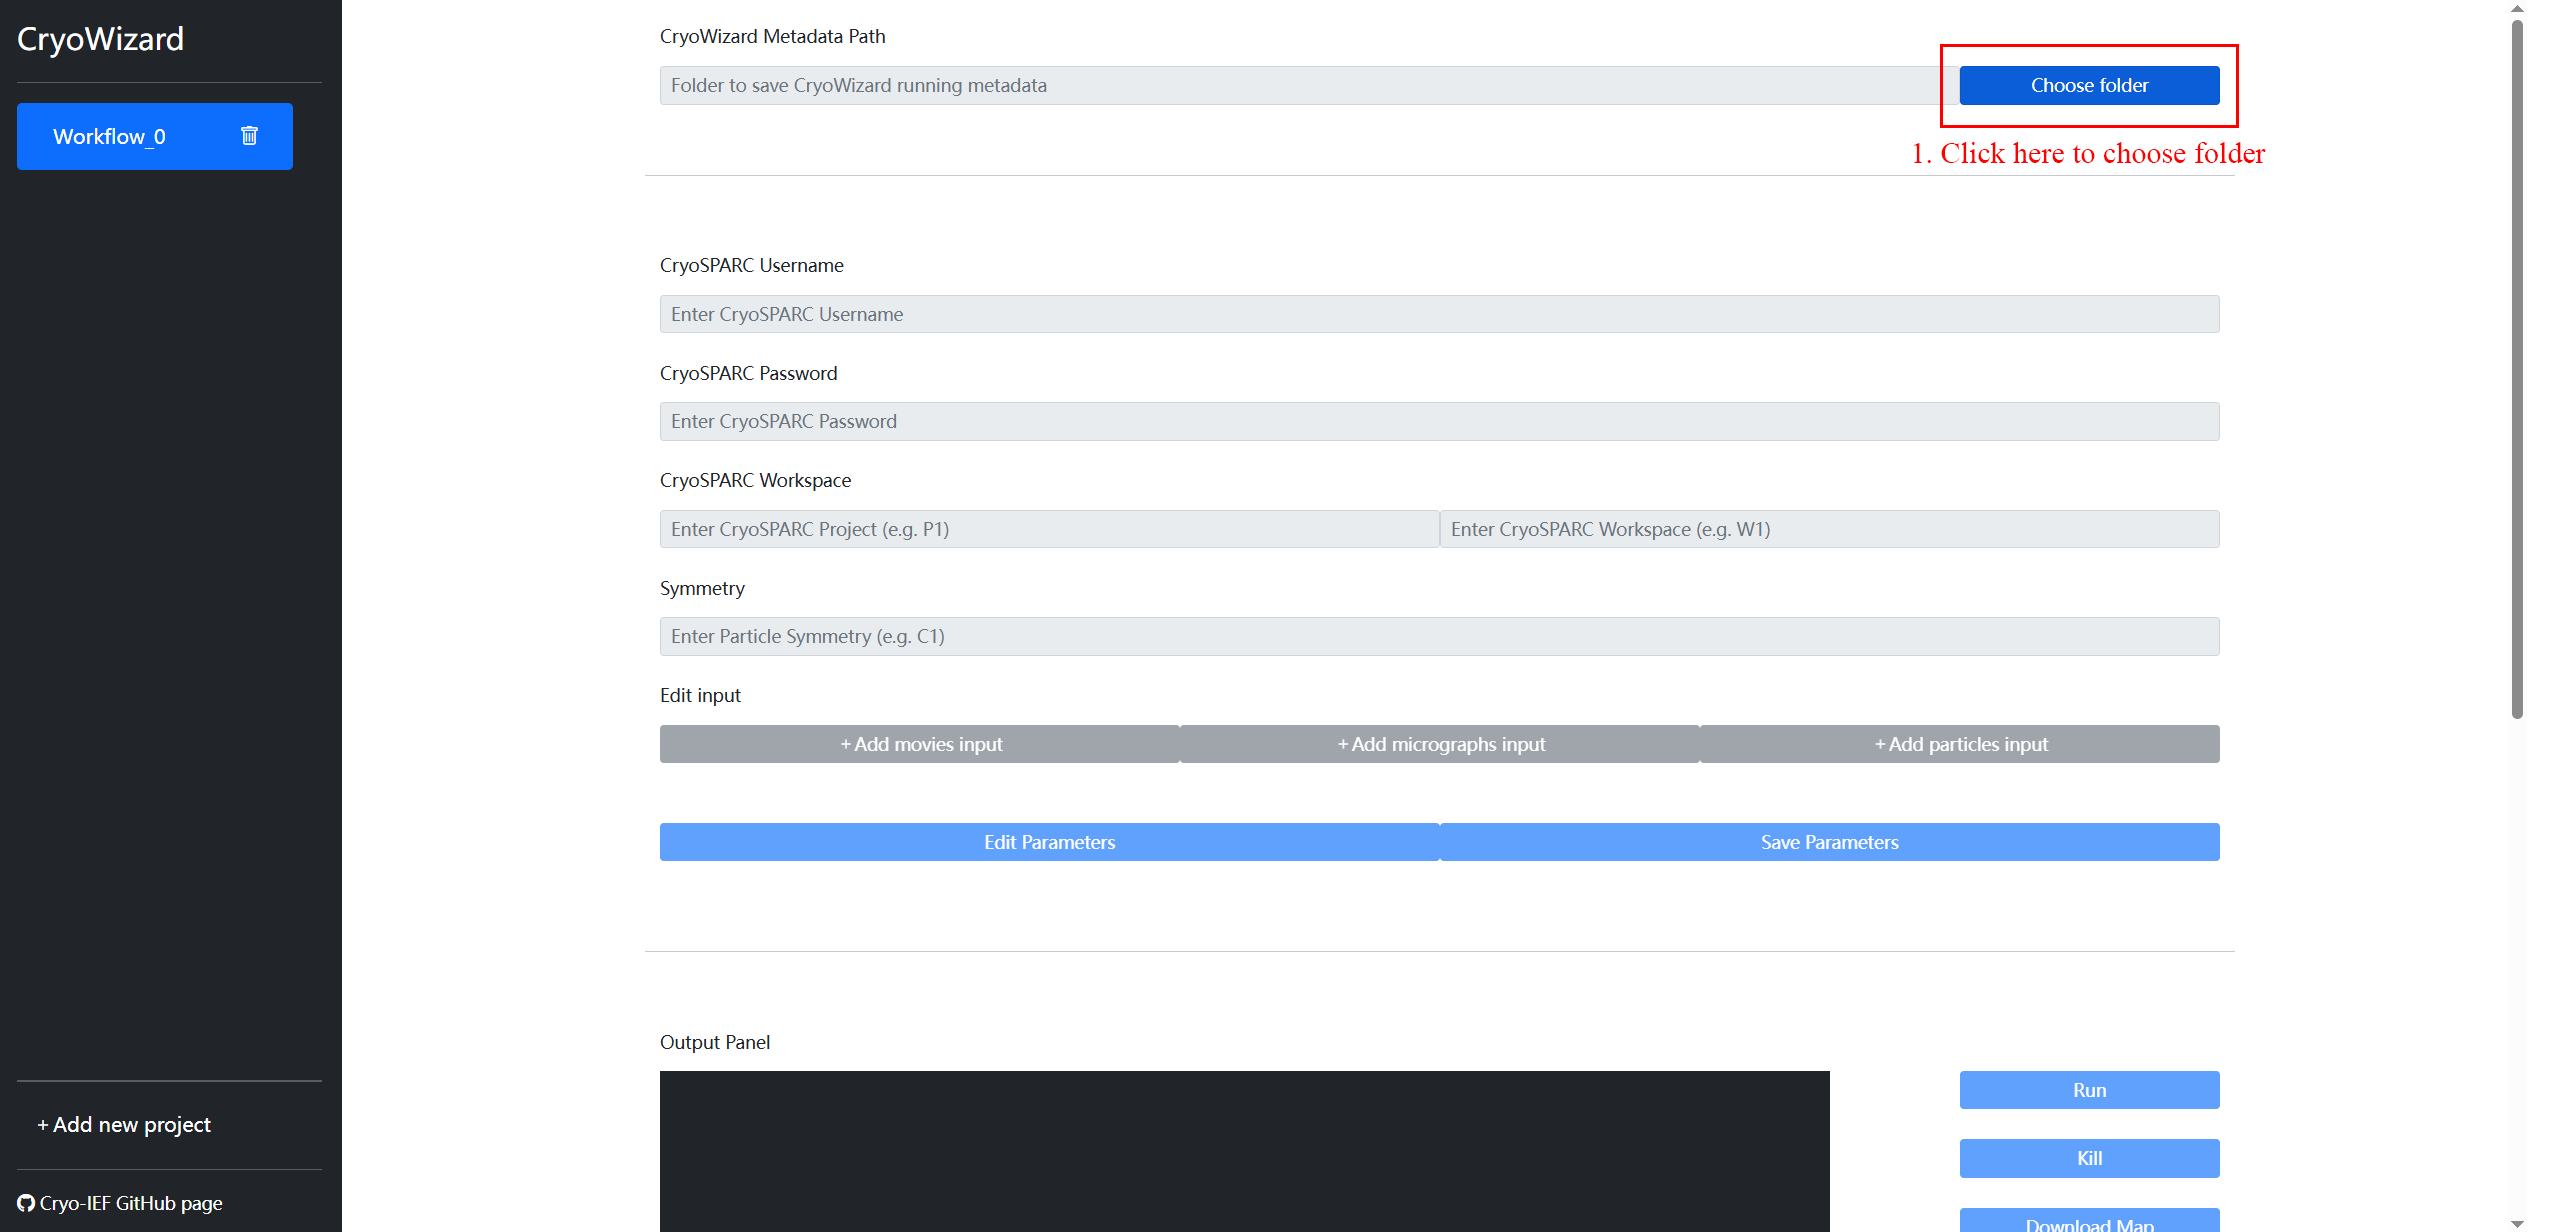 CryoWizard
Workflow_0
+ Add new project
Cryo-IEF GitHub page
CryoWizard Metadata Path
Folder to save CryoWizard running metadata
Choose folder
1. Click here to choose folder
CryoSPARC Username
Enter CryoSPARC Username
CryoSPARC Password
Enter CryoSPARC Password
CryoSPARC Workspace
Enter CryoSPARC Project (e.g. P1)
Enter CryoSPARC Workspace (e.g. W1)
Symmetry
Enter Particle Symmetry (e.g. C1)
Edit input
+ Add movies input
+ Add micrographs input
+ Add particles input
Edit Parameters
Save Parameters
Output Panel
Run
Kill
Download Map